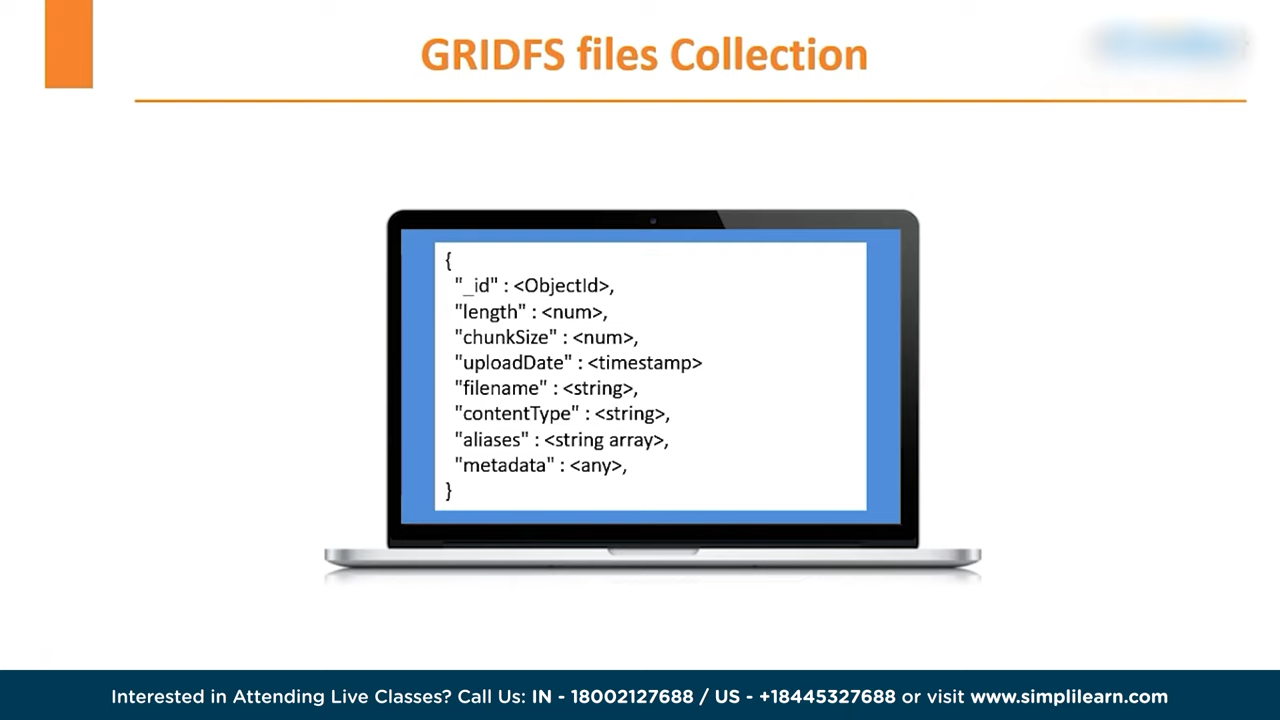 GRIDFS files Collection
{
"_id" : <ObjectId>,
"length" : <num>,
"chunkSize" : <num>,
"uploadDate" : <timestamp>
"filename" : <string>,
"contentType" : <string>,
"aliases" : <string array>,
"metadata" : <any>,
}
Interested in Attending Live Classes? Call Us: IN - 18002127688 / US - +18445327688 or visit www.simplilearn.com